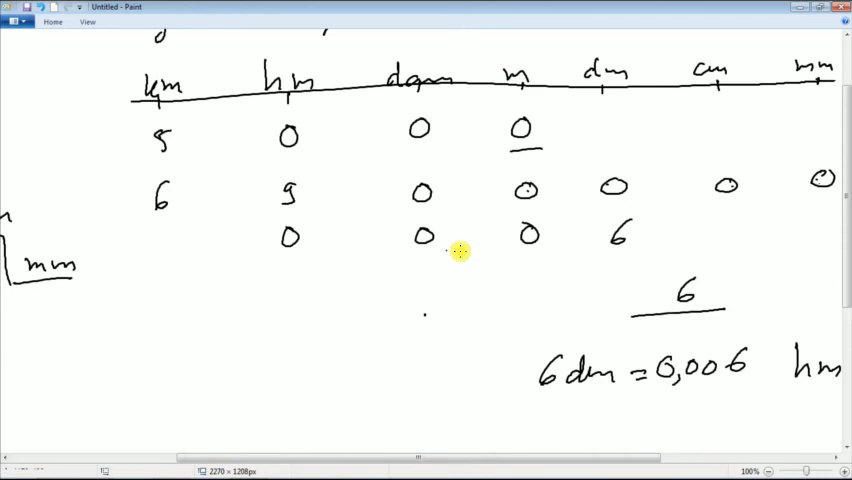 Untitled - Paint
Home View
km hm dam m dm cm mm
5 0 0 0
6 9 0 0 0 0 0
0 0 0 6
mm
6
6 dm = 0,006 hm
2270 × 1208px 100%